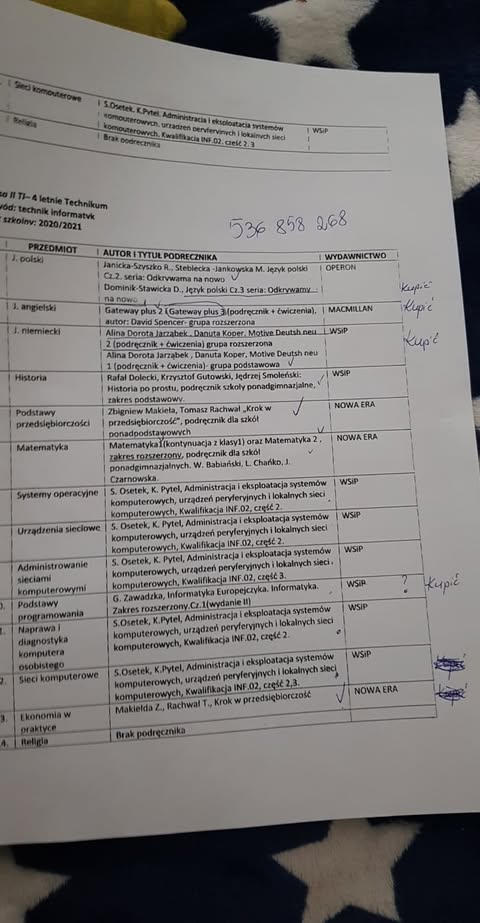 Sieci komputerowe
S.Osetek, K.Pytel, Administracja i eksploatacja systemów
komputerowych, urządzeń peryferyjnych i lokalnych sieci
komputerowych, Kwalifikacja INF.02, cześć 2, 3
WSiP
Religia
Brak podręcznika
II TI– 4 letnie Technikum
technik informatyk
szkolny: 2020/2021
536 858 268
PRZEDMIOT AUTOR I TYTUŁ PODRĘCZNIKA WYDAWNICTWO
J. polski
Janicka-Szyszko R., Steblecka -Jankowska M. Język polski
Cz.2. seria: Odkrywamy na nowo
Dominik-Stawicka D., Język polski Cz.3 seria: Odkrywamy
na nowo
OPERON
Kupić
J. angielski
Gateway plus 2 (Gateway plus 3 (podręcznik + ćwiczenia),
autor: David Spencer- grupa rozszerzona
MACMILLAN
Kupić
J. niemiecki
Alina Dorota Jarząbek , Danuta Koper, Motive Deutsh neu
2 (podręcznik + ćwiczenia) grupa rozszerzona
Alina Dorota Jarząbek , Danuta Koper, Motive Deutsh neu
1 (podręcznik+ ćwiczenia)- grupa podstawowa
WSiP
Kupić
Historia
Rafał Dolecki, Krzysztof Gutowski, Jędrzej Smoleński:
Historia po prostu, podręcznik szkoły ponadgimnazjalne,
zakres podstawowy.
WSiP
Podstawy
przedsiębiorczości
Zbigniew Makieła, Tomasz Rachwał „Krok w
przedsiębiorczość", podręcznik dla szkół
ponadpodstawowych
NOWA ERA
Matematyka
Matematyka1(kontynuacja z klasy1) oraz Matematyka 2 ,
zakres rozszerzony, podręcznik dla szkół
ponadgimnazjalnych. W. Babiański, L. Chańko, J.
Czarnowska.
NOWA ERA
Systemy operacyjne
S. Osetek, K. Pytel, Administracja i eksploatacja systemów
komputerowych, urządzeń peryferyjnych i lokalnych sieci
komputerowych, Kwalifikacja INF.02, część 2.
WSiP
Urządzenia sieciowe
S. Osetek, K. Pytel, Administracja i eksploatacja systemów
komputerowych, urządzeń peryferyjnych i lokalnych sieci
komputerowych, Kwalifikacja INF.02, część 2.
WSiP
Administrowanie
sieciami
komputerowymi
S. Osetek, K. Pytel, Administracja i eksploatacja systemów
komputerowych, urządzeń peryferyjnych i lokalnych sieci
komputerowych, Kwalifikacja INF.02, część 3.
WSiP
0. Podstawy
programowania
G. Zawadzka, Informatyka Europejczyka. Informatyka.
Zakres rozszerzony.Cz.1(wydanie II)
WSiP
? Kupić
1. Naprawa i
diagnostyka
komputera
osobistego
S.Osetek, K.Pytel, Administracja i eksploatacja systemów
komputerowych, urządzeń peryferyjnych i lokalnych sieci
komputerowych, Kwalifikacja INF.02, część 2.
WSiP
2. Sieci komputerowe
S.Osetek, K.Pytel, Administracja i eksploatacja systemów
komputerowych, urządzeń peryferyjnych i lokalnych sieci
komputerowych, Kwalifikacja INF.02, część 2,3.
WSiP
3. Ekonomia w
praktyce
Makiełda Z., Rachwał T., Krok w przedsiębiorczość
NOWA ERA
4. Religia
Brak podręcznika